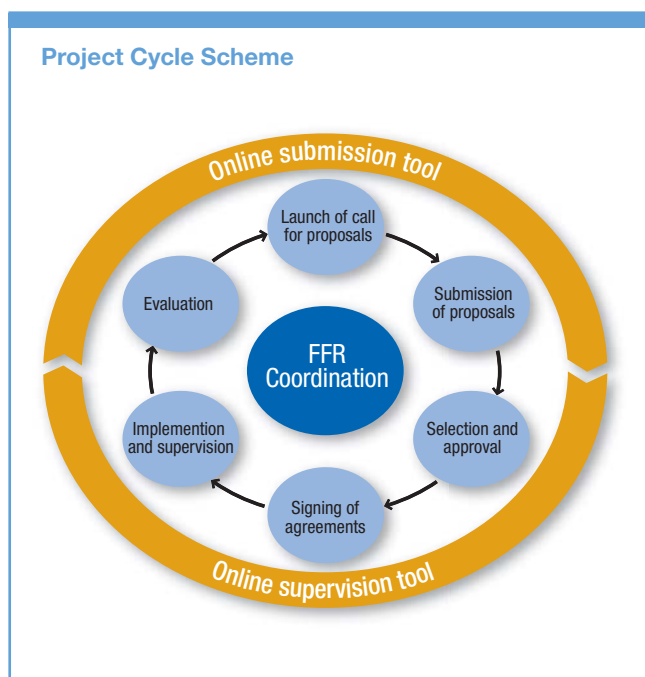 Project Cycle Scheme
Online submission tool
Launch of call
for proposals
Submission
of proposals
Selection and
approval
Signing of
agreements
Implemention
and supervision
Evaluation
FFR
Coordination
Online supervision tool